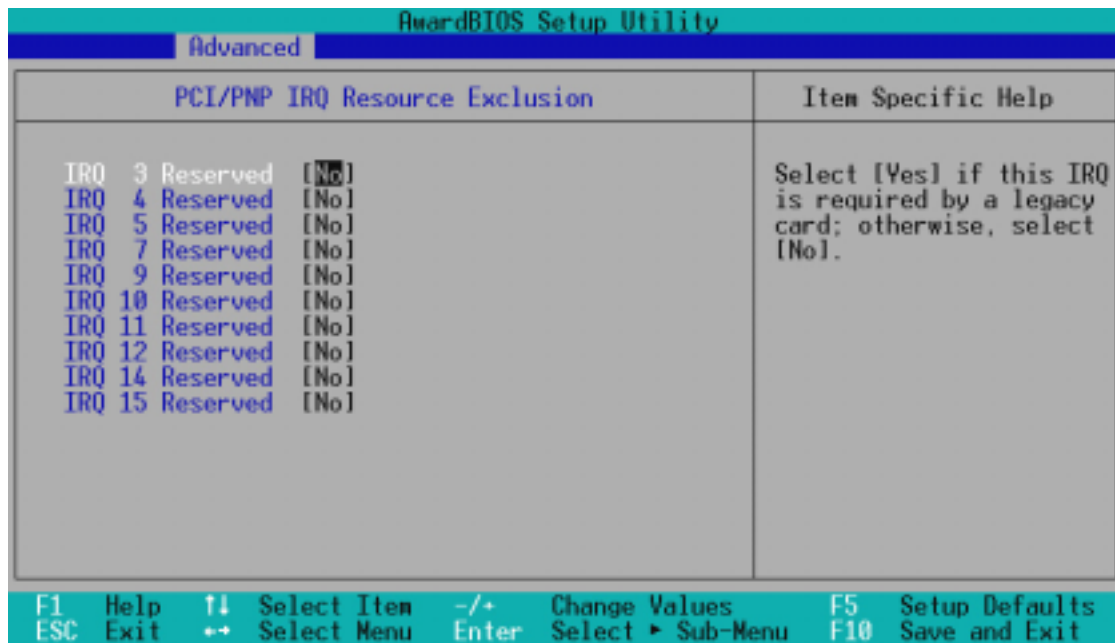 AwardBIOS Setup Utility
Advanced
PCI/PNP IRQ Resource Exclusion
Item Specific Help
IRQ 3 Reserved [No]
IRQ 4 Reserved [No]
IRQ 5 Reserved [No]
IRQ 7 Reserved [No]
IRQ 9 Reserved [No]
IRQ 10 Reserved [No]
IRQ 11 Reserved [No]
IRQ 12 Reserved [No]
IRQ 14 Reserved [No]
IRQ 15 Reserved [No]
Select [Yes] if this IRQ
is required by a legacy
card; otherwise, select
[No].
F1 Help ↑↓ Select Item -/+ Change Values F5 Setup Defaults
ESC Exit ←→ Select Menu Enter Select ► Sub-Menu F10 Save and Exit